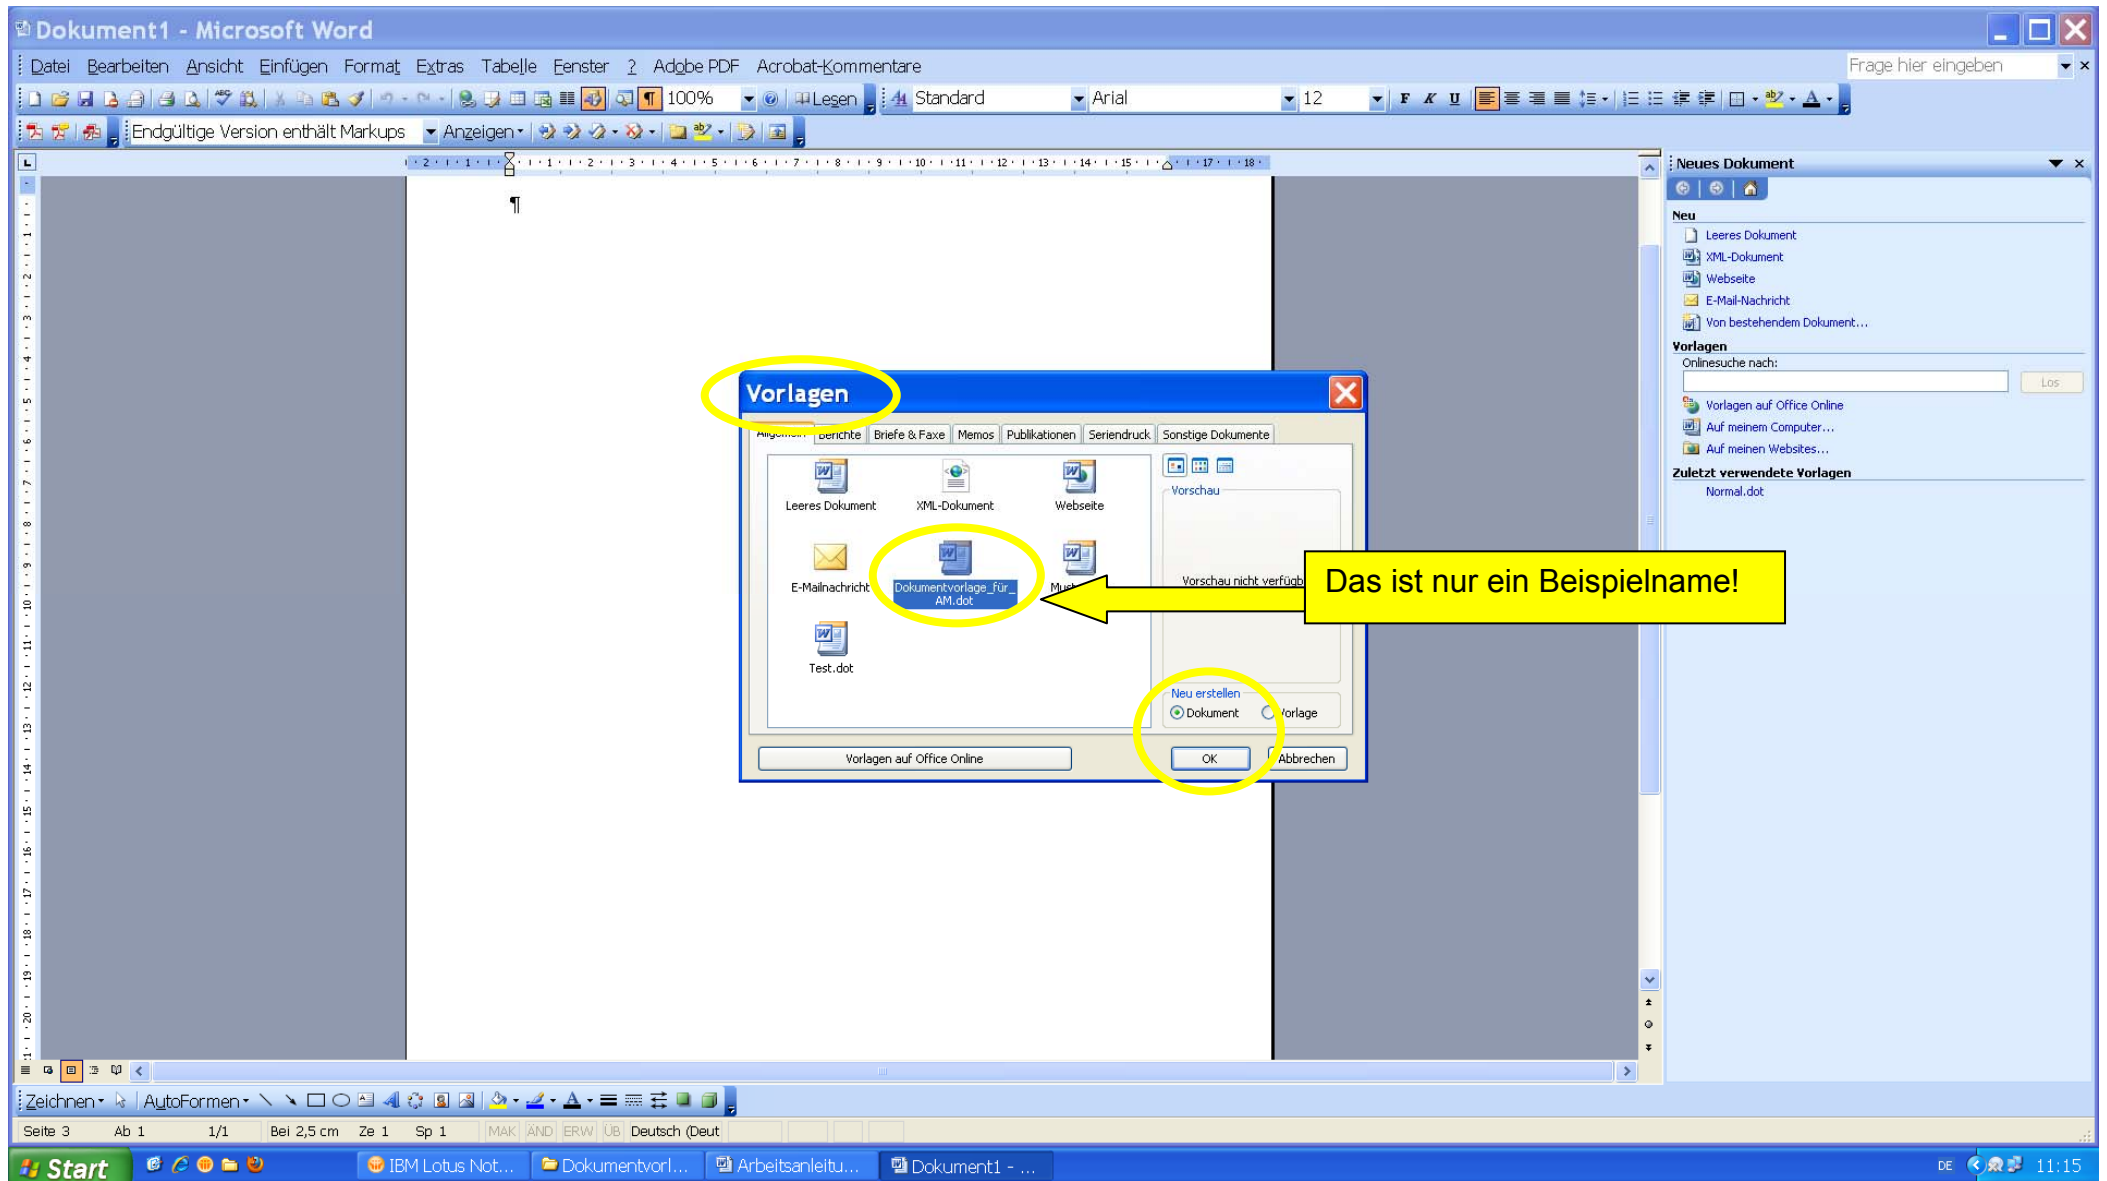 Dokument1 - Microsoft Word
Datei Bearbeiten Ansicht Einfügen Format Extras Tabelle Fenster ? Adobe PDF Acrobat-Kommentare Frage hier eingeben
100% Lesen Standard Arial 12 F K U
Endgültige Version enthält Markups Anzeigen
Neues Dokument
Neu
Leeres Dokument
XML-Dokument
Webseite
E-Mail-Nachricht
Von bestehendem Dokument...
Vorlagen
Onlinesuche nach:
Los
Vorlagen auf Office Online
Auf meinem Computer...
Auf meinen Websites...
Zuletzt verwendete Vorlagen
Normal.dot
¶
Vorlagen
Allgemein Berichte Briefe & Faxe Memos Publikationen Seriendruck Sonstige Dokumente
Leeres Dokument XML-Dokument Webseite
E-Mailnachricht Dokumentvorlage_für_
AM.dot
Test.dot
Vorschau
Vorschau nicht
Das ist nur ein Beispielname!
Neu erstellen
Dokument Vorlage
Vorlagen auf Office Online OK Abbrechen
Zeichnen AutoFormen
Seite 3 Ab 1 1/1 Bei 2,5 cm Ze 1 Sp 1 MAK ÄND ERW ÜB Deutsch (Deut
Start IBM Lotus Not... Dokumentvorl... Arbeitsanleitu... Dokument1 - ... DE 11:15